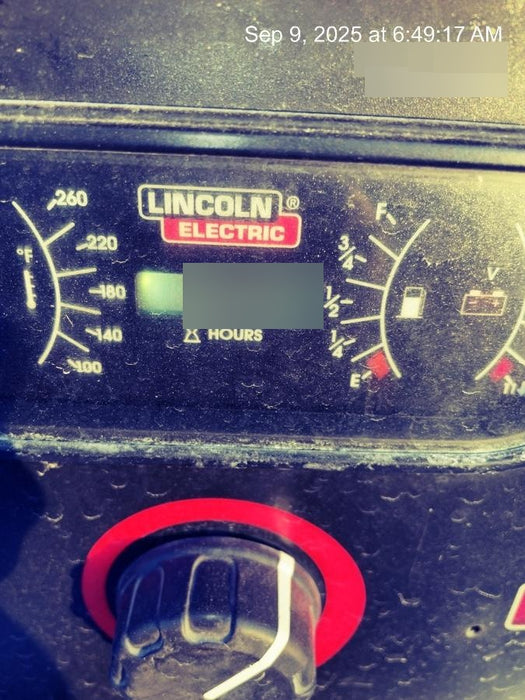 Sep 9, 2025 at 6:49:17 AM
LINCOLN®
ELECTRIC
HOURS
°F
260
220
180
140
100
F
3/4
1/2
1/4
E
V